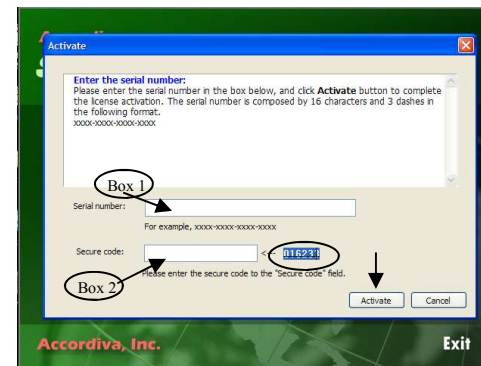 Activate
Enter the serial number:
Please enter the serial number in the box below, and click Activate button to complete
the license activation. The serial number is composed by 16 characters and 3 dashes in
the following format.
xxxx-xxxx-xxxx-xxxx
Box 1
Serial number:
For example, xxxx-xxxx-xxxx-xxxx
Secure code:
<-- 016233
Please enter the secure code to the "Secure code" field.
Box 2
Activate
Cancel
Accordiva, Inc.
Exit